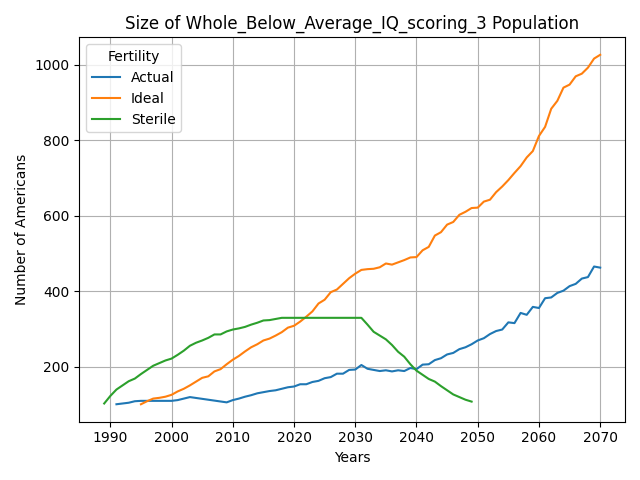 Size of Whole_Below_Average_IQ_scoring_3 Population
Fertility
Actual
Ideal
Sterile
Number of Americans
1000
800
600
400
200
1990 2000 2010 2020 2030 2040 2050 2060 2070
Years